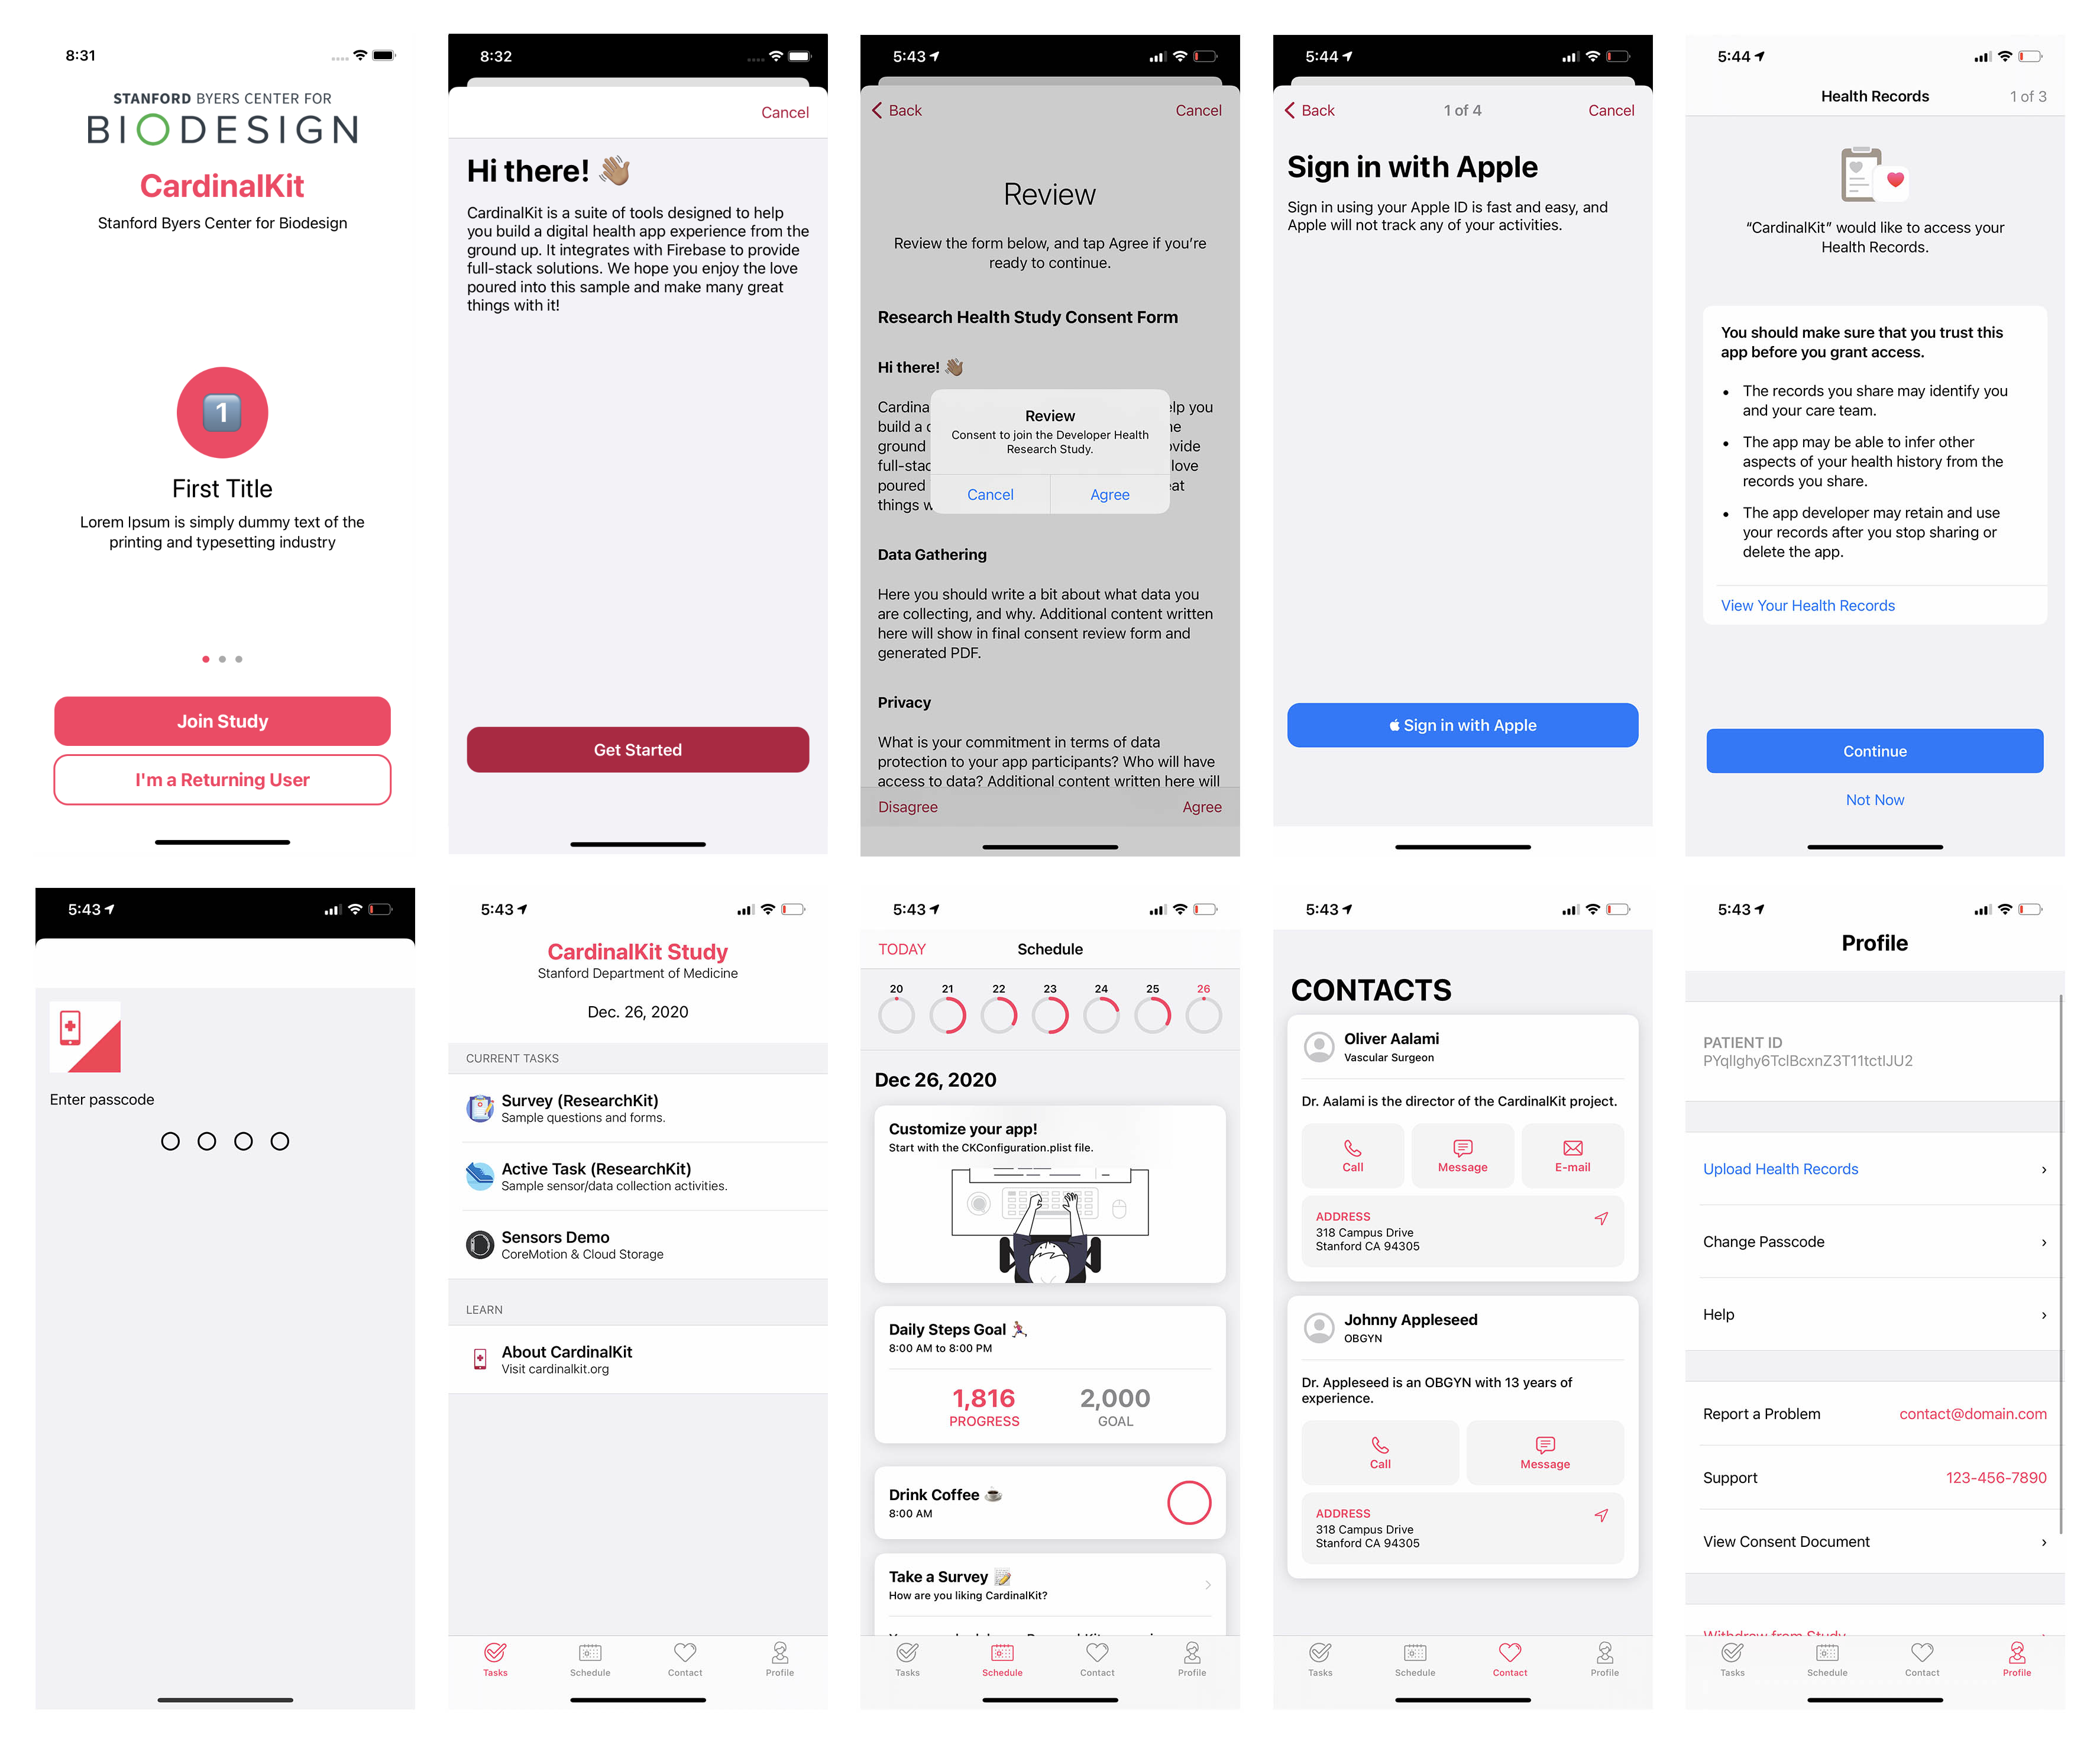 8:31
STANFORD BYERS CENTER FOR
BIODESIGN
CardinalKit
Stanford Byers Center for Biodesign
1
First Title
Lorem Ipsum is simply dummy text of the
printing and typesetting industry
Join Study
I'm a Returning User
8:32
Cancel
Hi there! 👋🏽
CardinalKit is a suite of tools designed to help
you build a digital health app experience from the
ground up. It integrates with Firebase to provide
full-stack solutions. We hope you enjoy the love
poured into this sample and make many great
things with it!
Get Started
5:43
Back
Cancel
Review
Review the form below, and tap Agree if you're
ready to continue.
Research Health Study Consent Form
Hi there! 👋🏽
Cardina
elp you
build a
ground
vide
full-stac
love
poured
eat
things w
Review
Consent to join the Developer Health
Research Study.
Cancel
Agree
Data Gathering
Here you should write a bit about what data you
are collecting, and why. Additional content written
here will show in final consent review form and
generated PDF.
Privacy
What is your commitment in terms of data
protection to your app participants? Who will have
access to data? Additional content written here will
Disagree
Agree
5:44
Back
1 of 4
Cancel
Sign in with Apple
Sign in using your Apple ID is fast and easy, and
Apple will not track any of your activities.
Sign in with Apple
5:44
Health Records
1 of 3
“CardinalKit” would like to access your
Health Records.
You should make sure that you trust this
app before you grant access.
• The records you share may identify you
and your care team.
• The app may be able to infer other
aspects of your health history from the
records you share.
• The app developer may retain and use
your records after you stop sharing or
delete the app.
View Your Health Records
Continue
Not Now
5:43
Enter passcode
5:43
CardinalKit Study
Stanford Department of Medicine
Dec. 26, 2020
CURRENT TASKS
Survey (ResearchKit)
Sample questions and forms.
Active Task (ResearchKit)
Sample sensor/data collection activities.
Sensors Demo
CoreMotion & Cloud Storage
LEARN
About CardinalKit
Visit cardinalkit.org
Tasks
Schedule
Contact
Profile
5:43
TODAY
Schedule
20 21 22 23 24 25 26
Dec 26, 2020
Customize your app!
Start with the CKConfiguration.plist file.
Daily Steps Goal 🏃🏽‍♀️
8:00 AM to 8:00 PM
1,816
PROGRESS
2,000
GOAL
Drink Coffee ☕
8:00 AM
Take a Survey 📝
How are you liking CardinalKit?
Tasks
Schedule
Contact
Profile
5:43
CONTACTS
Oliver Aalami
Vascular Surgeon
Dr. Aalami is the director of the CardinalKit project.
Call
Message
E-mail
ADDRESS
318 Campus Drive
Stanford CA 94305
Johnny Appleseed
OBGYN
Dr. Appleseed is an OBGYN with 13 years of
experience.
Call
Message
ADDRESS
318 Campus Drive
Stanford CA 94305
Tasks
Schedule
Contact
Profile
5:43
Profile
PATIENT ID
Upload Health Records
Change Passcode
Help
Report a Problem
contact@domain.com
Support
123-456-7890
View Consent Document
Withdraw from Study
Tasks
Schedule
Contact
Profile